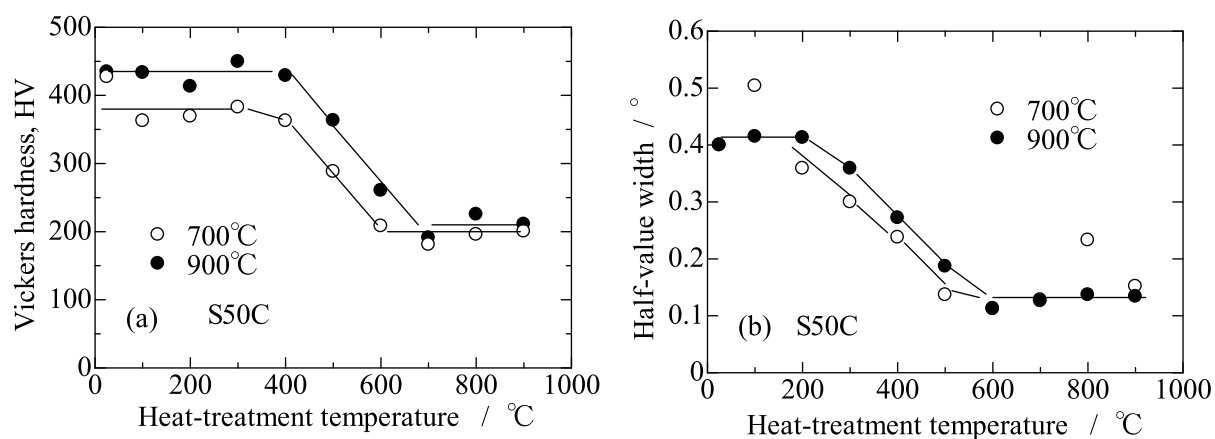 500
400
300
200
100
0
Vickers hardness, HV
○ 700℃
● 900℃
(a) S50C
0 200 400 600 800 1000
Heat-treatment temperature / ℃
0.6
0.5
0.4
0.3
0.2
0.1
0
Half-value width / °
○ 700℃
● 900℃
(b) S50C
0 200 400 600 800 1000
Heat-treatment temperature / ℃